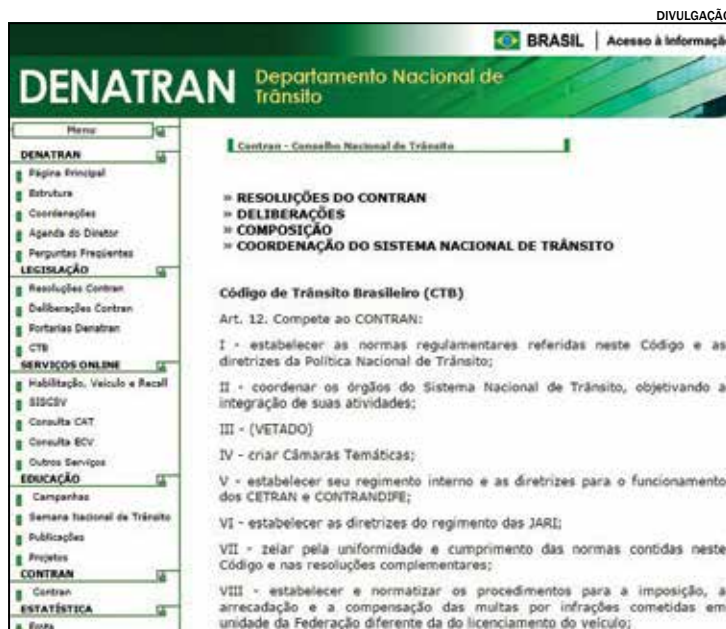 DIVULGAÇÃO
BRASIL
Acesso à Informaçã
DENATRAN
Departamento Nacional de
Trânsito
Menu
DENATRAN
Página Principal
Estrutura
Coordenações
Agenda do Diretor
Perguntas Freqüentes
LEGISLAÇÃO
Resoluções Contran
Deliberações Contran
Portarias Denatran
CTB
SERVIÇOS ONLINE
Habilitação, Veículo e Recall
SISCSV
Consulta CAT
Consulta ECV
Outros Serviços
EDUCAÇÃO
Campanhas
Semana Nacional de Trânsito
Publicações
Projetos
CONTRAN
Contran
ESTATÍSTICA
Frota
Contran - Conselho Nacional de Trânsito
» RESOLUÇÕES DO CONTRAN
» DELIBERAÇÕES
» COMPOSIÇÃO
» COORDENAÇÃO DO SISTEMA NACIONAL DE TRÂNSITO
Código de Trânsito Brasileiro (CTB)
Art. 12. Compete ao CONTRAN:
I - estabelecer as normas regulamentares referidas neste Código e as
diretrizes da Política Nacional de Trânsito;
II - coordenar os órgãos do Sistema Nacional de Trânsito, objetivando a
integração de suas atividades;
III - (VETADO)
IV - criar Câmaras Temáticas;
V - estabelecer seu regimento interno e as diretrizes para o funcionamento
dos CETRAN e CONTRANDIFE;
VI - estabelecer as diretrizes do regimento das JARI;
VII - zelar pela uniformidade e cumprimento das normas contidas neste
Código e nas resoluções complementares;
VIII - estabelecer e normatizar os procedimentos para a imposição, a
arrecadação e a compensação das multas por infrações cometidas em
unidade da Federação diferente da do licenciamento do veículo;